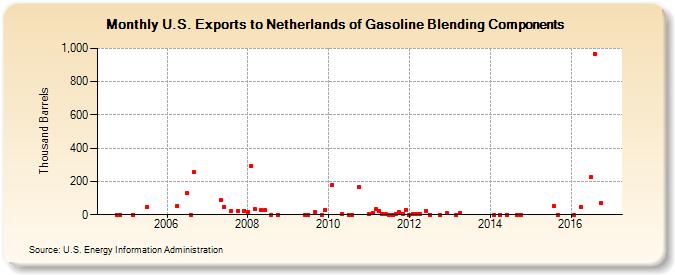 Monthly U.S. Exports to Netherlands of Gasoline Blending Components
Thousand Barrels
1,000
800
600
400
200
0
2006 2008 2010 2012 2014 2016
Source: U.S. Energy Information Administration